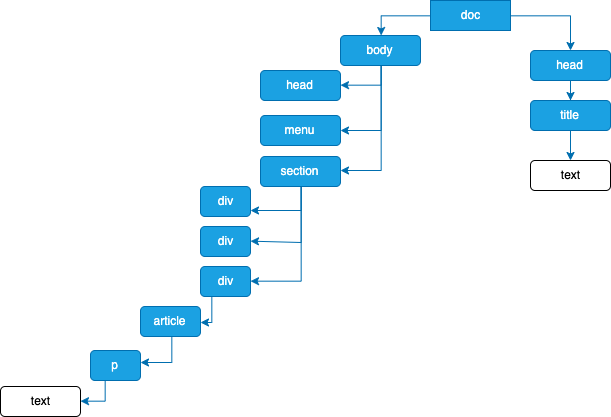 doc
body
head
head
menu
title
section
text
div
div
div
article
p
text